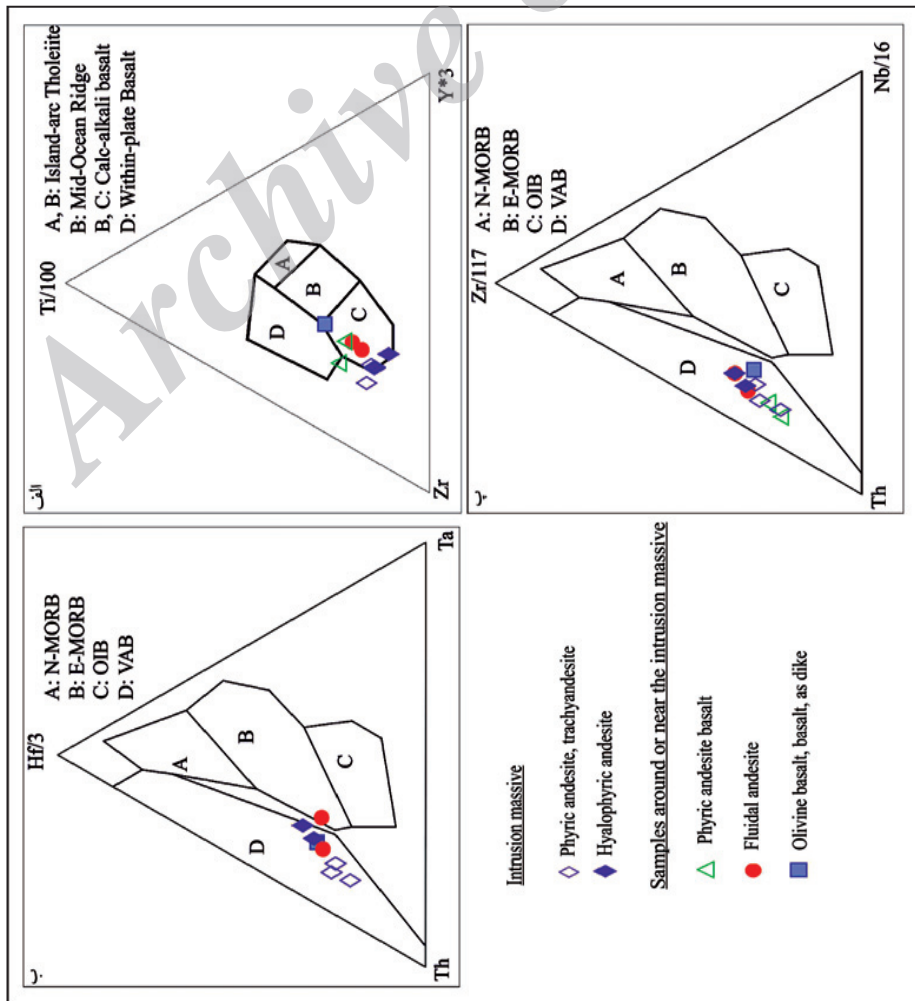 ب
Hf/3
A: N-MORB
B: E-MORB
C: OIB
D: VAB
A
D
B
C
Th
Ta
الف
Ti/100
A, B: Island-arc Tholeiite
B: Mid-Ocean Ridge
B, C: Calc-alkali basalt
D: Within-plate Basalt
D
A
B
C
Zr
Y*3
Intrusion massive
Phyric andesite, trachyandesite
Hyalophyric andesite
Samples around or near the intrusion massive
Phyric andesite basalt
Fluidal andesite
Olivine basalt, basalt, as dike
پ
Zr/117
A: N-MORB
B: E-MORB
C: OIB
D: VAB
A
D
B
C
Th
Nb/16
Archive